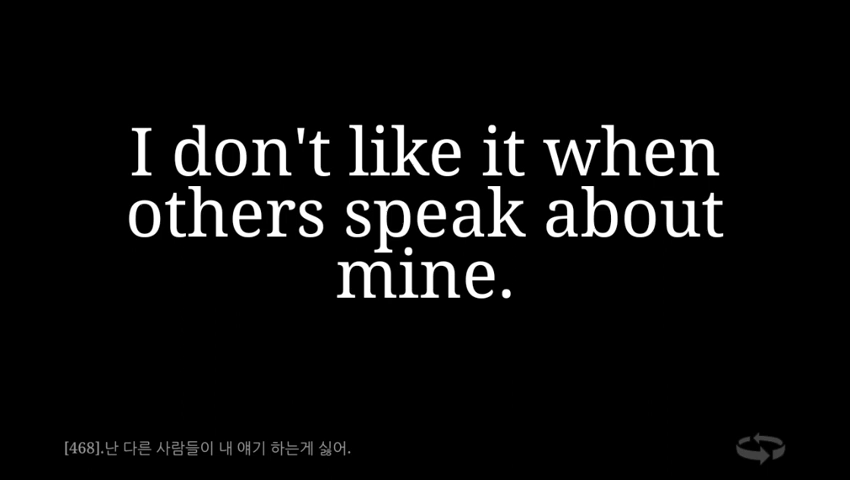 I don't like it when
others speak about
mine.
[468].난 다른 사람들이 내 얘기 하는게 싫어.